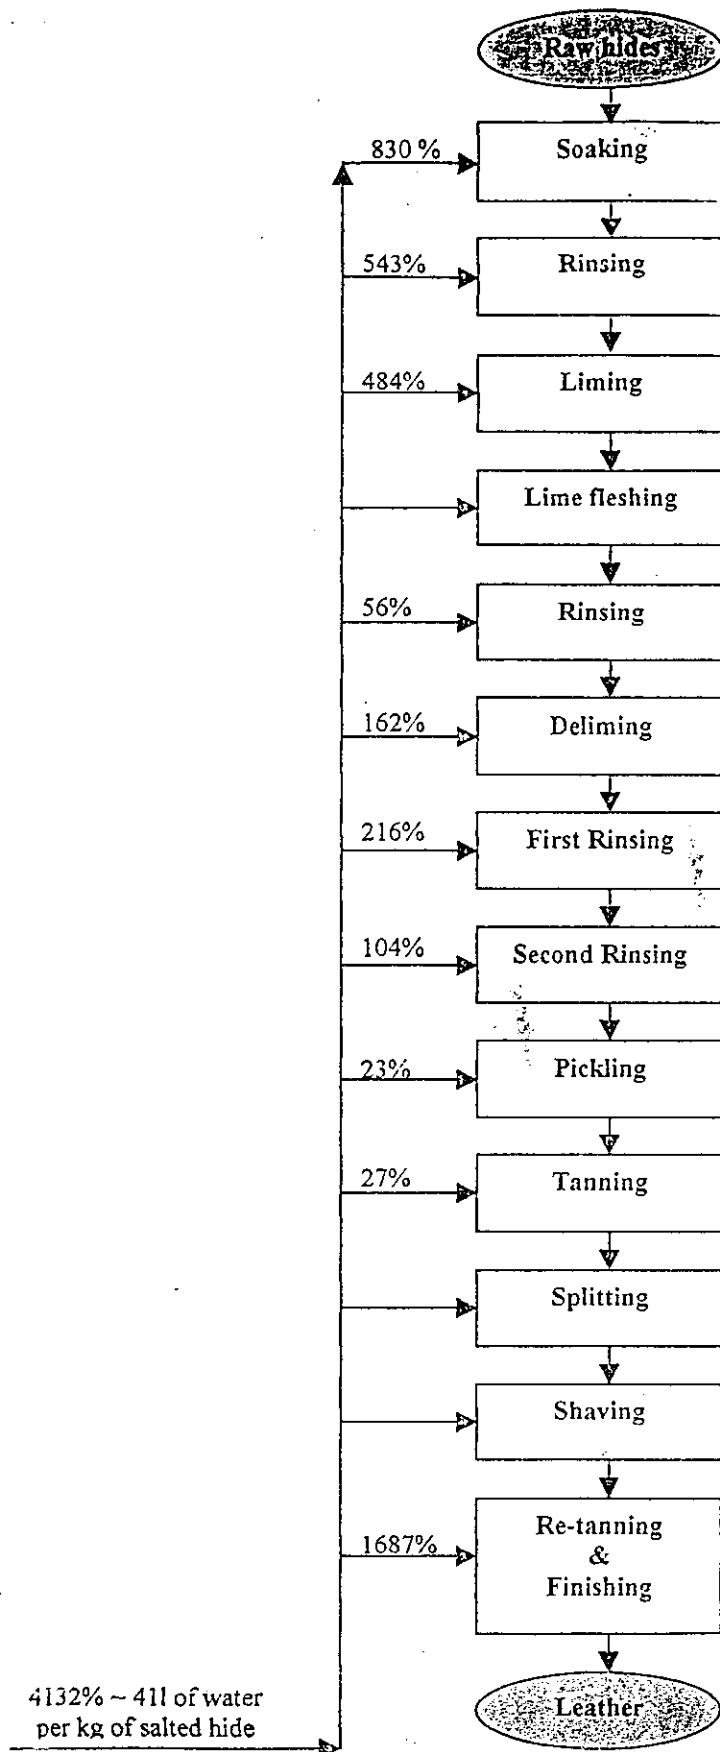 Raw hides
830 %
Soaking
543%
Rinsing
484%
Liming
Lime fleshing
56%
Rinsing
162%
Deliming
216%
First Rinsing
104%
Second Rinsing
23%
Pickling
27%
Tanning
Splitting
Shaving
1687%
Re-tanning
&
Finishing
4132% ~ 41l of water
per kg of salted hide
Leather